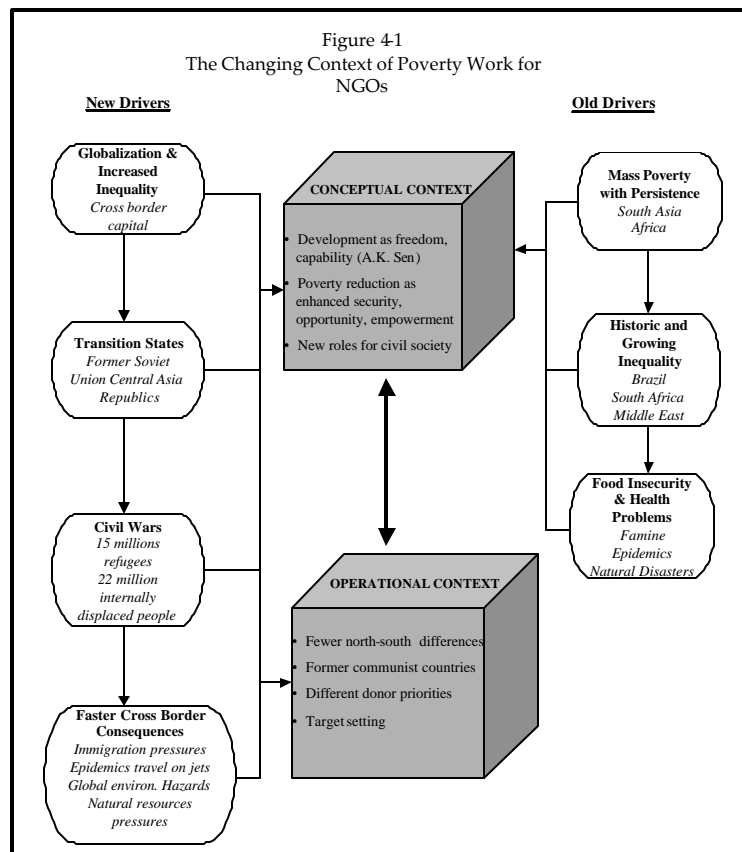 Figure 4-1
The Changing Context of Poverty Work for
NGOs
New Drivers
Old Drivers
Globalization &
Increased
Inequality
Cross border
capital
Transition States
Former Soviet
Union Central Asia
Republics
Civil Wars
15 millions
refugees
22 million
internally
displaced people
Faster Cross Border
Consequences
Immigration pressures
Epidemics travel on jets
Global environ. Hazards
Natural resources
pressures
CONCEPTUAL CONTEXT
• Development as freedom,
capability (A.K. Sen)
• Poverty reduction as
enhanced security,
opportunity, empowerment
• New roles for civil society
OPERATIONAL CONTEXT
• Fewer north-south differences
• Former communist countries
• Different donor priorities
• Target setting
Mass Poverty
with Persistence
South Asia
Africa
Historic and
Growing
Inequality
Brazil
South Africa
Middle East
Food Insecurity
& Health
Problems
Famine
Epidemics
Natural Disasters